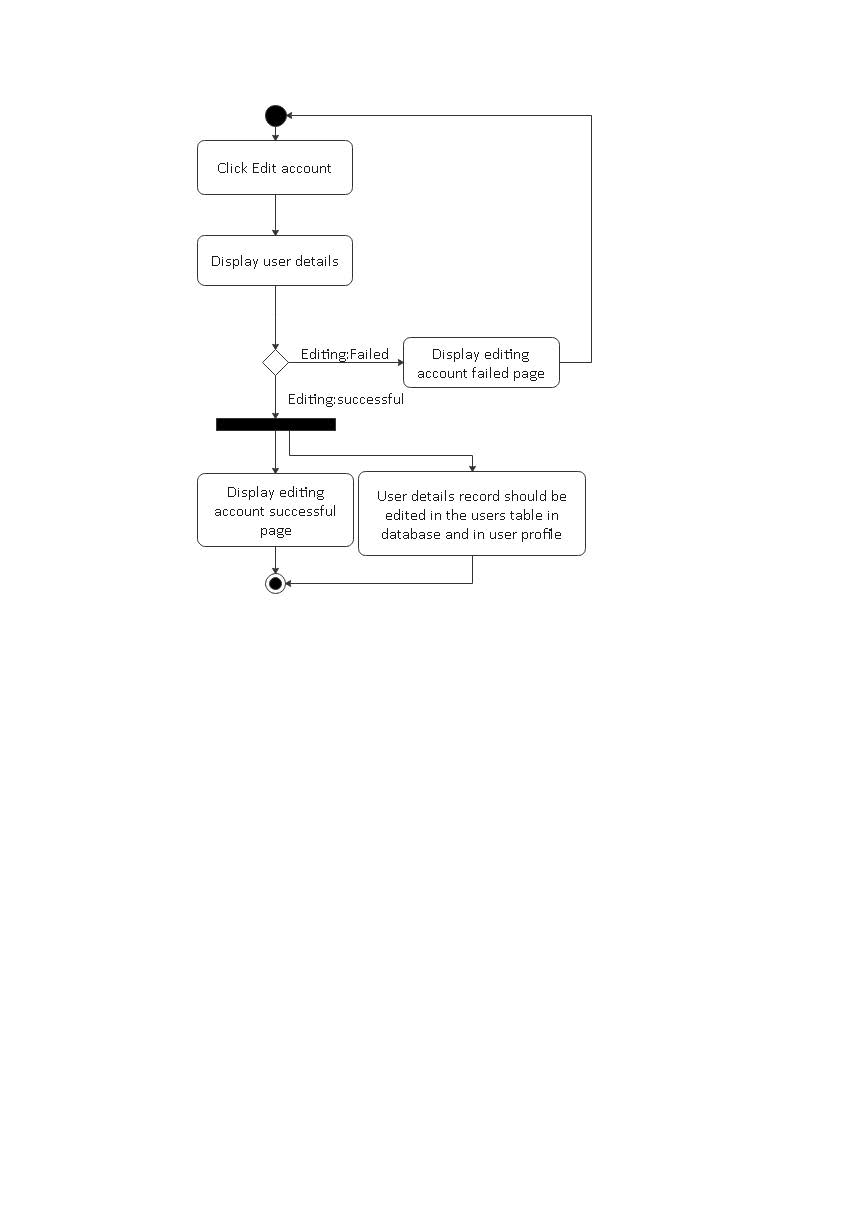 Click Edit account
Display user details
Editing:Failed
Display editing
account failed page
Editing:successful
Display editing
account successful
page
User details record should be
edited in the users table in
database and in user profile